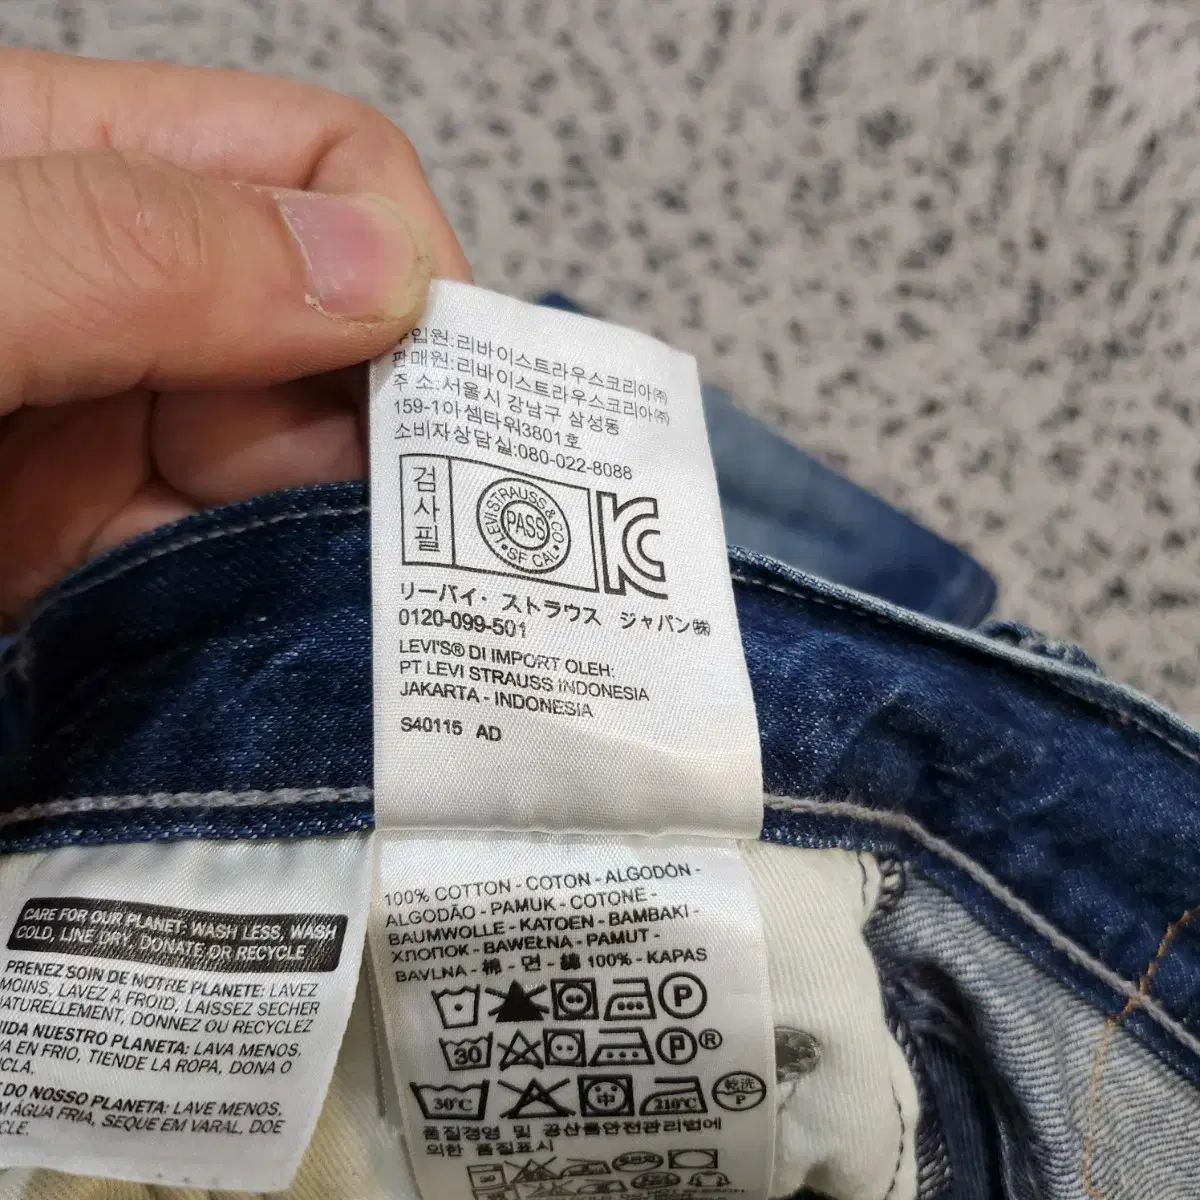 수입원:리바이스트라우스코리아㈜
판매원:리바이스트라우스코리아㈜
주 소:서울시 강남구 삼성동
159-1아셈타워3801호
소비자상담실:080-022-8088
검사필
LEVI STRAUSS & CO
PASS
SF CAL
KC
リーバイ・ストラウス ジャパン㈱
0120-099-501
LEVI'S® DI IMPORT OLEH:
PT LEVI STRAUSS INDONESIA
JAKARTA - INDONESIA
S40115 AD
100% COTTON - COTON - ALGODÓN -
ALGODÃO - PAMUK - COTONE -
BAUMWOLLE - KATOEN - BAMBAKI -
ХЛОПОК - BAWEŁNA - PAMUT -
BAVLNA - 棉 - 면 - 綿 100% - KAPAS
P
30 P®
30℃ 中 210℃ 乾洗 P
품질경영 및 공산품안전관리법에
의한 품질표시
CARE FOR OUR PLANET: WASH LESS, WASH
COLD, LINE DRY, DONATE OR RECYCLE
PRENEZ SOIN DE NOTRE PLANETE: LAVEZ
MOINS, LAVEZ À FROID, LAISSEZ SECHER
NATURELLEMENT, DONNEZ OU RECYCLEZ
NUESTRO PLANETA: LAVA MENOS,
EN FRIO, TIENDE LA ROPA, DONA O
DO NOSSO PLANETA: LAVE MENOS,
ÁGUA FRIA, SEQUE EM VARAL, DOE